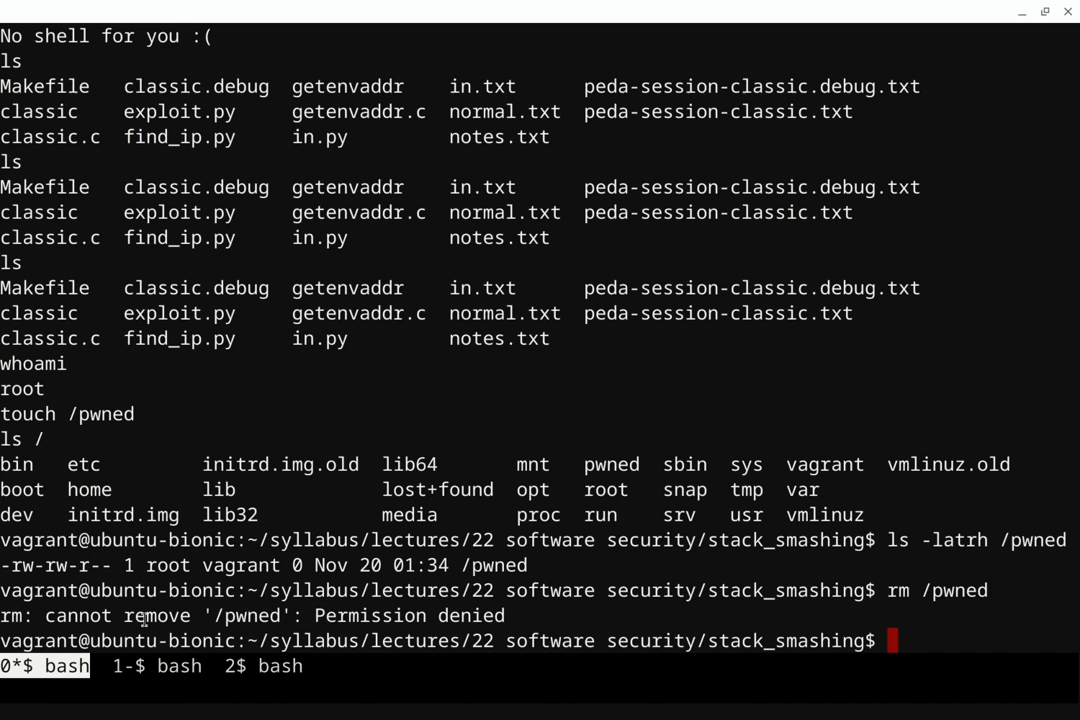 No shell for you :(
ls
Makefile classic.debug getenvaddr in.txt peda-session-classic.debug.txt
classic exploit.py getenvaddr.c normal.txt peda-session-classic.txt
classic.c find_ip.py in.py notes.txt
ls
Makefile classic.debug getenvaddr in.txt peda-session-classic.debug.txt
classic exploit.py getenvaddr.c normal.txt peda-session-classic.txt
classic.c find_ip.py in.py notes.txt
ls
Makefile classic.debug getenvaddr in.txt peda-session-classic.debug.txt
classic exploit.py getenvaddr.c normal.txt peda-session-classic.txt
classic.c find_ip.py in.py notes.txt
whoami
root
touch /pwned
ls /
bin etc initrd.img.old lib64 mnt pwned sbin sys vagrant vmlinuz.old
boot home lib lost+found opt root snap tmp var
dev initrd.img lib32 media proc run srv usr vmlinuz
vagrant@ubuntu-bionic:~/syllabus/lectures/22 software security/stack_smashing$ ls -latrh /pwned
-rw-rw-r-- 1 root vagrant 0 Nov 20 01:34 /pwned
vagrant@ubuntu-bionic:~/syllabus/lectures/22 software security/stack_smashing$ rm /pwned
rm: cannot remove '/pwned': Permission denied
vagrant@ubuntu-bionic:~/syllabus/lectures/22 software security/stack_smashing$
0*$ bash 1-$ bash 2$ bash